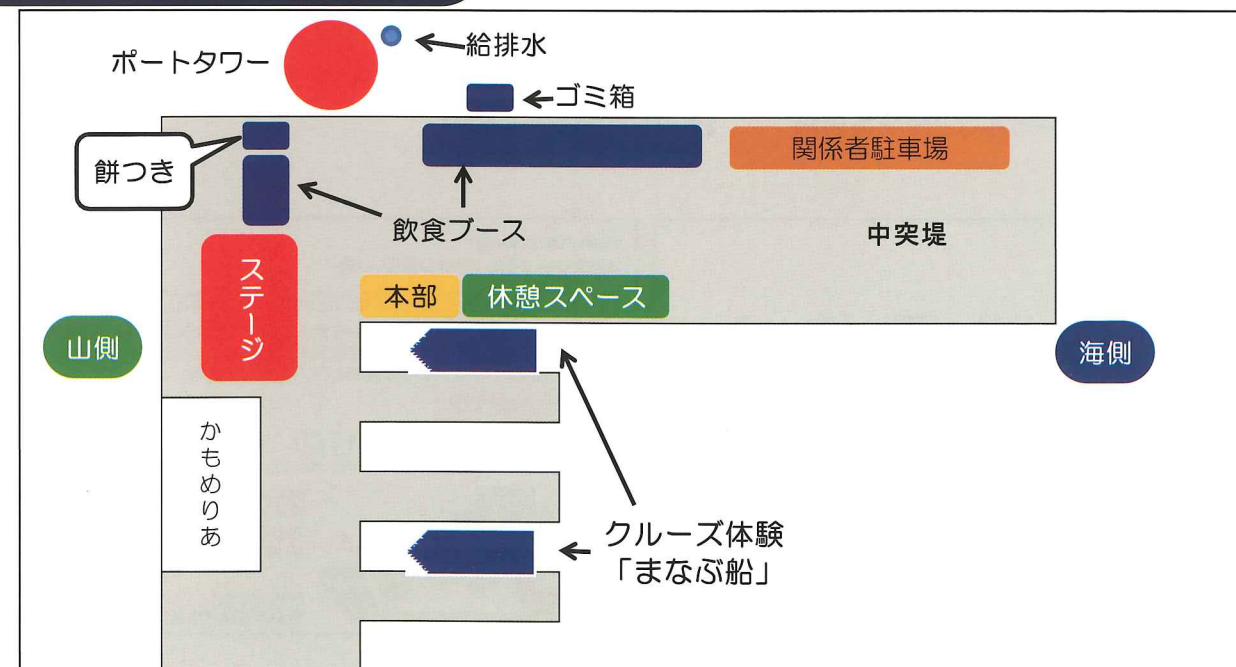 給排水
ポートタワー
ゴミ箱
関係者駐車場
餅つき
飲食ブース
中突堤
ステージ
本部
休憩スペース
山側
海側
かもめりあ
クルーズ体験
「まなぶ船」